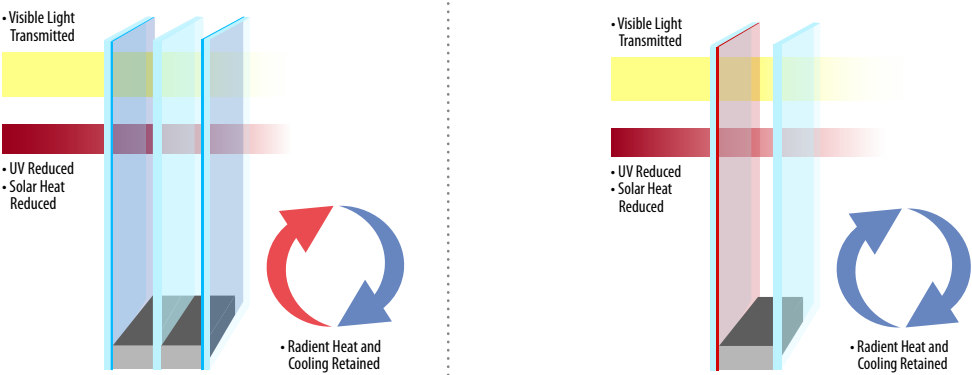 • Visible Light
Transmitted
• UV Reduced
• Solar Heat
Reduced
• Radient Heat and
Cooling Retained
• Visible Light
Transmitted
• UV Reduced
• Solar Heat
Reduced
• Radient Heat and
Cooling Retained